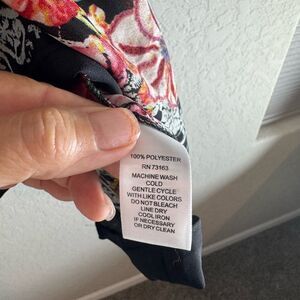 100% POLYESTER
RN 73163
MACHINE WASH
COLD
GENTLE CYCLE
WITH LIKE COLORS
DO NOT BLEACH
LINE DRY
COOL IRON
IF NECESSARY
OR DRY CLEAN